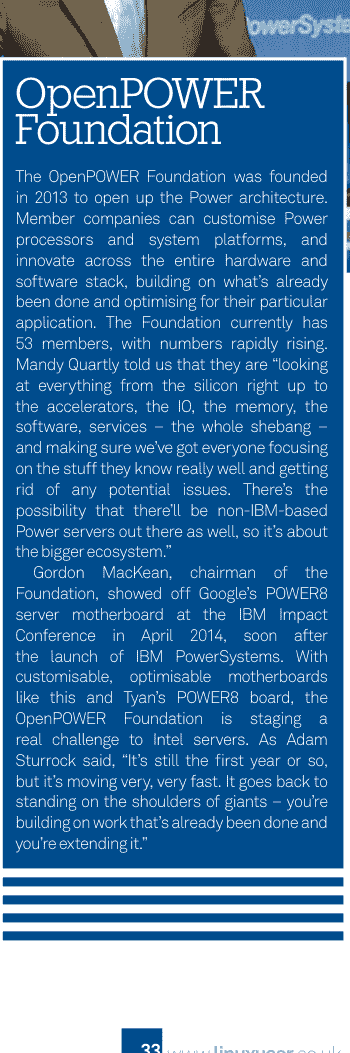 owerSyste
OpenPOWER
Foundation
The OpenPOWER Foundation was founded
in 2013 to open up the Power architecture.
Member companies can customise Power
processors and system platforms, and
innovate across the entire hardware and
software stack, building on what’s already
been done and optimising for their particular
application. The Foundation currently has
53 members, with numbers rapidly rising.
Mandy Quartly told us that they are “looking
at everything from the silicon right up to
the accelerators, the IO, the memory, the
software, services – the whole shebang –
and making sure we’ve got everyone focusing
on the stuff they know really well and getting
rid of any potential issues. There’s the
possibility that there’ll be non-IBM-based
Power servers out there as well, so it’s about
the bigger ecosystem.”
Gordon MacKean, chairman of the
Foundation, showed off Google’s POWER8
server motherboard at the IBM Impact
Conference in April 2014, soon after
the launch of IBM PowerSystems. With
customisable, optimisable motherboards
like this and Tyan’s POWER8 board, the
OpenPOWER Foundation is staging a
real challenge to Intel servers. As Adam
Sturrock said, “It’s still the first year or so,
but it’s moving very, very fast. It goes back to
standing on the shoulders of giants – you’re
building on work that’s already been done and
you’re extending it.”
33 www.linuxuser.co.uk